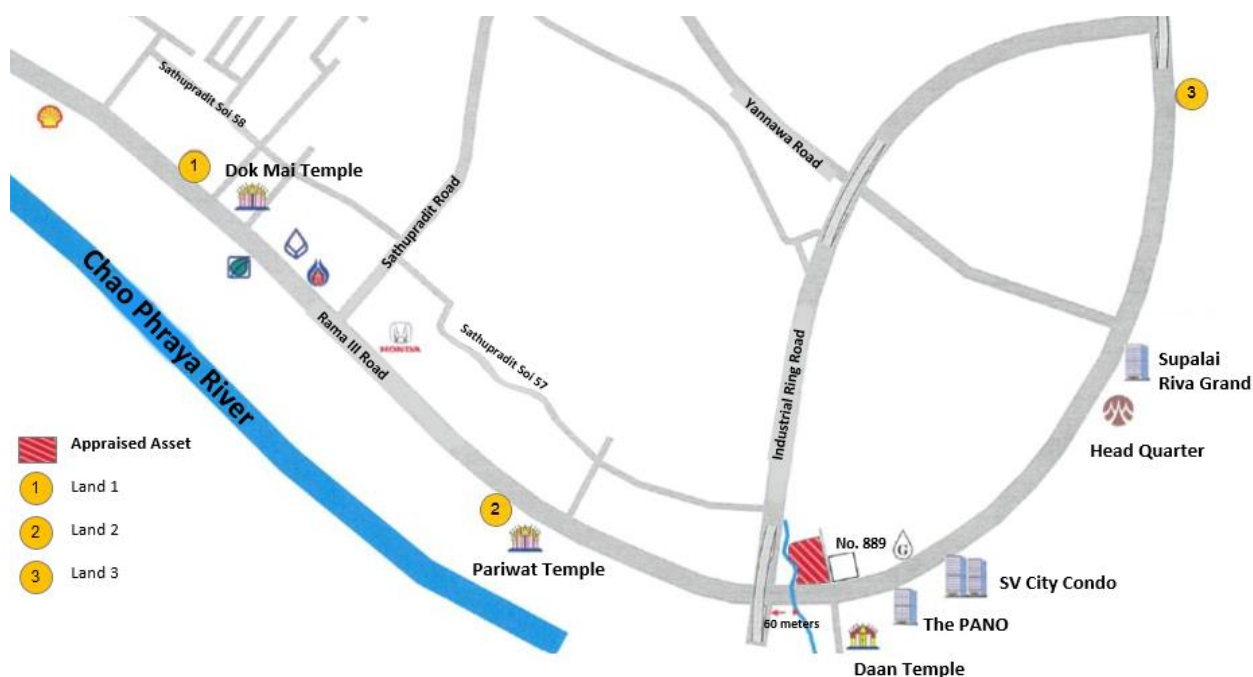 Sathupradit Soi 58
3
Yannawa Road
1
Dok Mai Temple
Sathupradit Road
Chao Phraya River
Rama III Road
HONDA
Sathupradit Soi 57
Industrial Ring Road
Supalai
Riva Grand
Head Quarter
Appraised Asset
1 Land 1
2 Land 2
3 Land 3
2
Pariwat Temple
No. 889
G
SV City Condo
The PANO
60 meters
Daan Temple